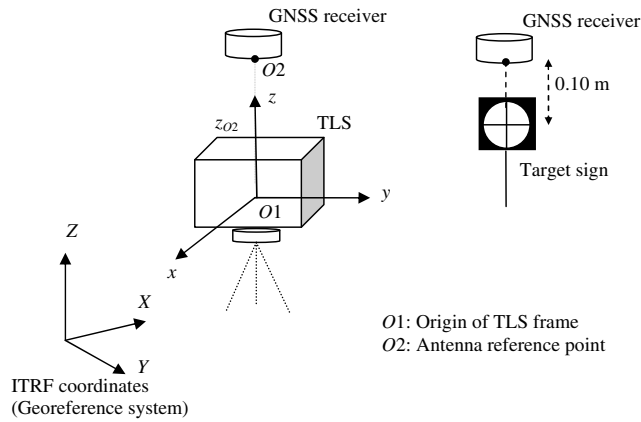 GNSS receiver
O2
z
zO2
TLS
y
O1
x
Z
X
Y
ITRF coordinates
(Georeference system)
GNSS receiver
0.10 m
Target sign
O1: Origin of TLS frame
O2: Antenna reference point